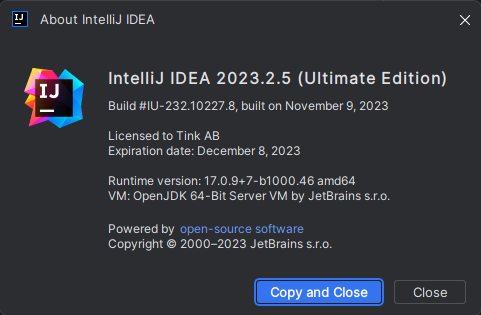 About IntelliJ IDEA
IJ
IJ
IntelliJ IDEA 2023.2.5 (Ultimate Edition)
Build #IU-232.10227.8, built on November 9, 2023
Licensed to Tink AB
Expiration date: December 8, 2023
Runtime version: 17.0.9+7-b1000.46 amd64
VM: OpenJDK 64-Bit Server VM by JetBrains s.r.o.
Powered by open-source software
Copyright © 2000–2023 JetBrains s.r.o.
Copy and Close
Close